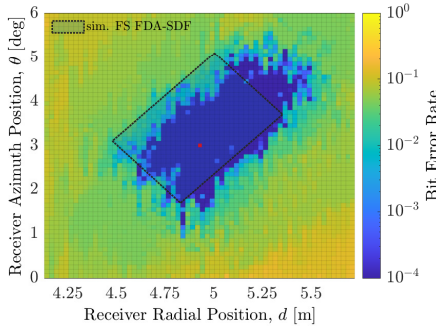 sim. FS FDA-SDF
Receiver Azimuth Position, θ [deg]
6
5
4
3
2
1
0
4.25 4.5 4.75 5 5.25 5.5
Receiver Radial Position, d [m]
10^0
10^-1
10^-2
10^-3
10^-4
Bit Error Rate